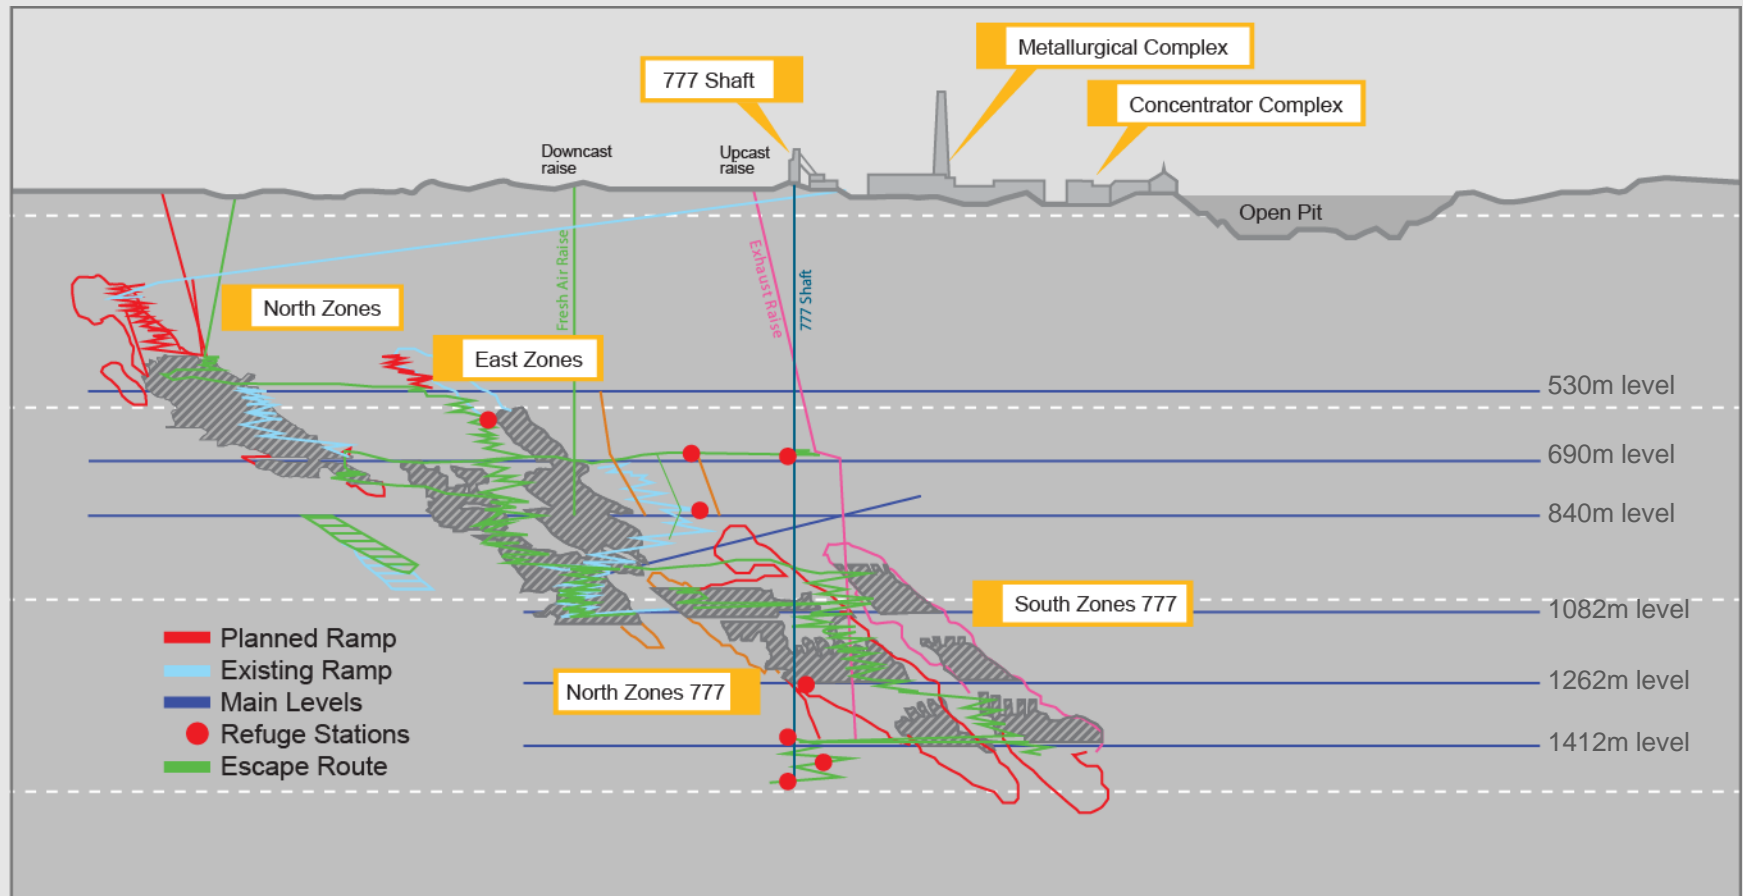 Metallurgical Complex
777 Shaft
Concentrator Complex
Downcast
raise
Upcast
raise
Open Pit
Fresh Air Raise
Exhaust Raise
777 Shaft
North Zones
East Zones
530m level
690m level
840m level
1082m level
South Zones 777
1262m level
North Zones 777
1412m level
Planned Ramp
Existing Ramp
Main Levels
Refuge Stations
Escape Route